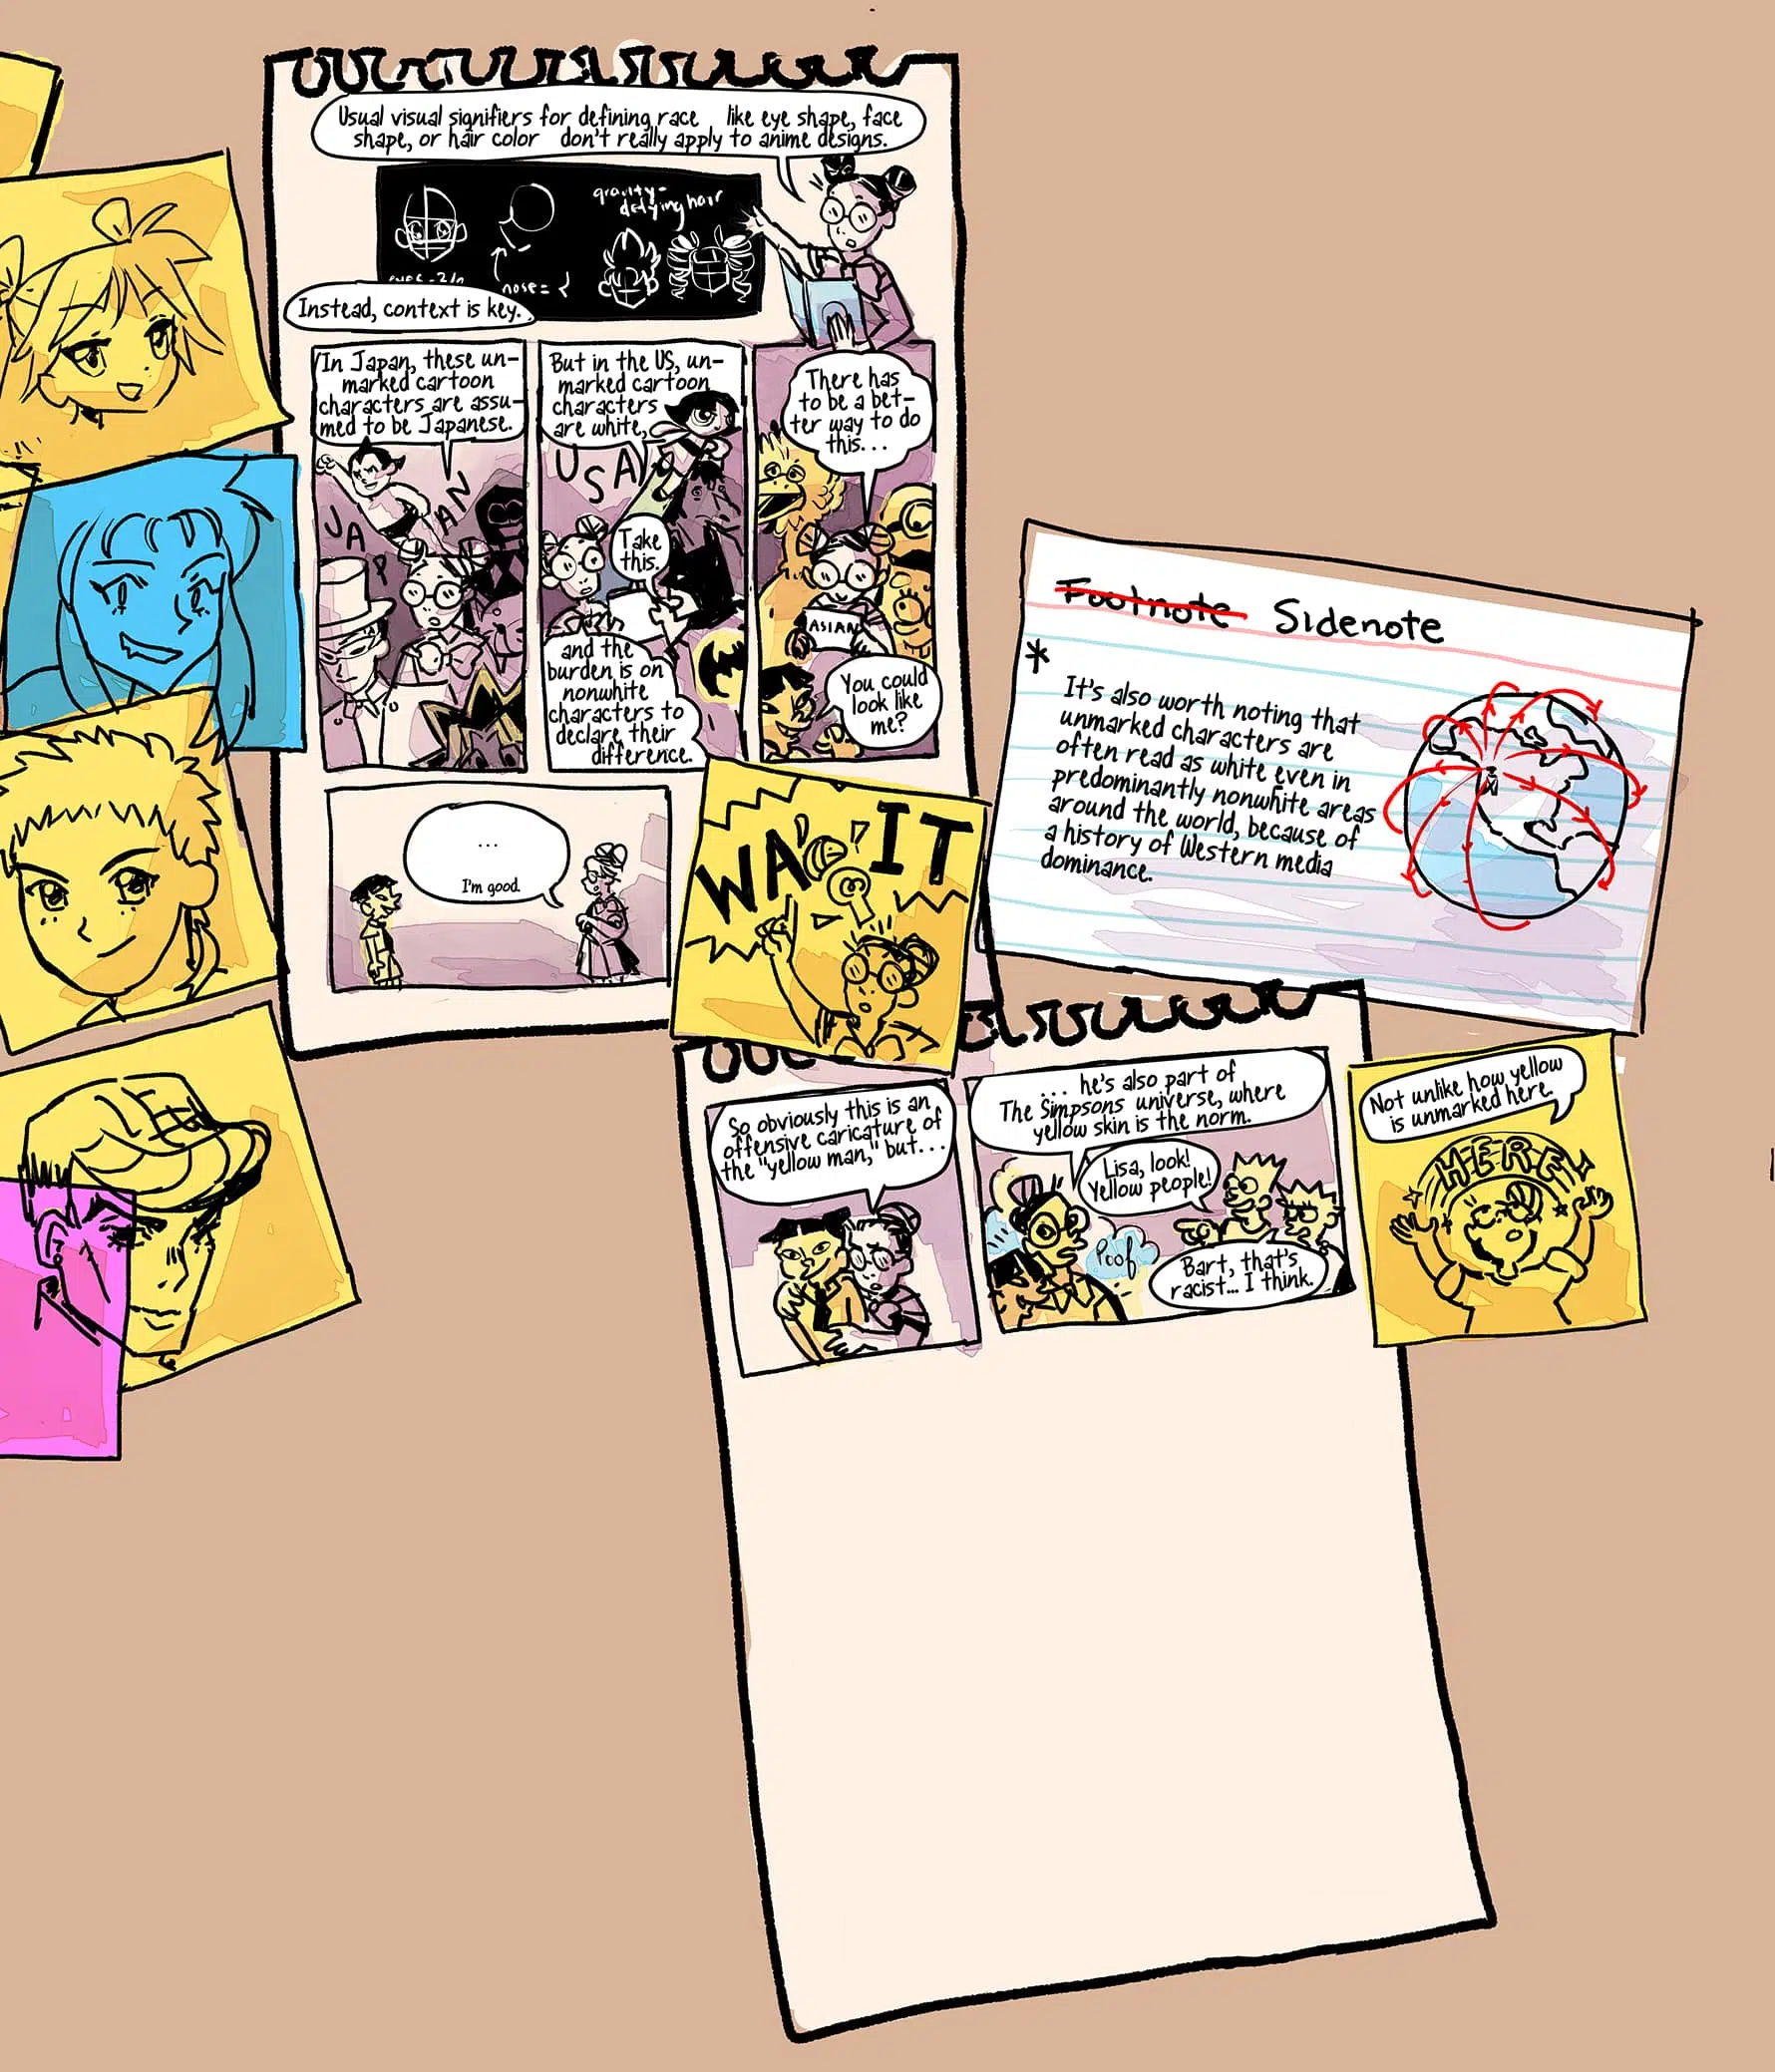 Usual visual signifiers for defining race like eye shape, face
shape, or hair color don't really apply to anime designs.
gravity-
defying hair
nose = <
Instead, context is key.
In Japan, these un-
marked cartoon
characters are assu-
med to be Japanese.
JAPAN
But in the US, un-
marked cartoon
characters
are white,
USA
Take
this.
and the
burden is on
nonwhite
characters to
declare their
difference.
There has
to be a bet-
ter way to do
this...
ASIAN
You could
look like
me?
...
I'm good.
WAIT
Footnote Sidenote
*
It's also worth noting that
unmarked characters are
often read as white even in
predominantly nonwhite areas
around the world, because of
a history of Western media
dominance.
So obviously this is an
offensive caricature of
the "yellow man," but...
... he's also part of
The Simpsons universe, where
yellow skin is the norm.
Lisa, look!
Yellow people!
Poof
Bart, that's
racist... I think.
Not unlike how yellow
is unmarked here.
HERE